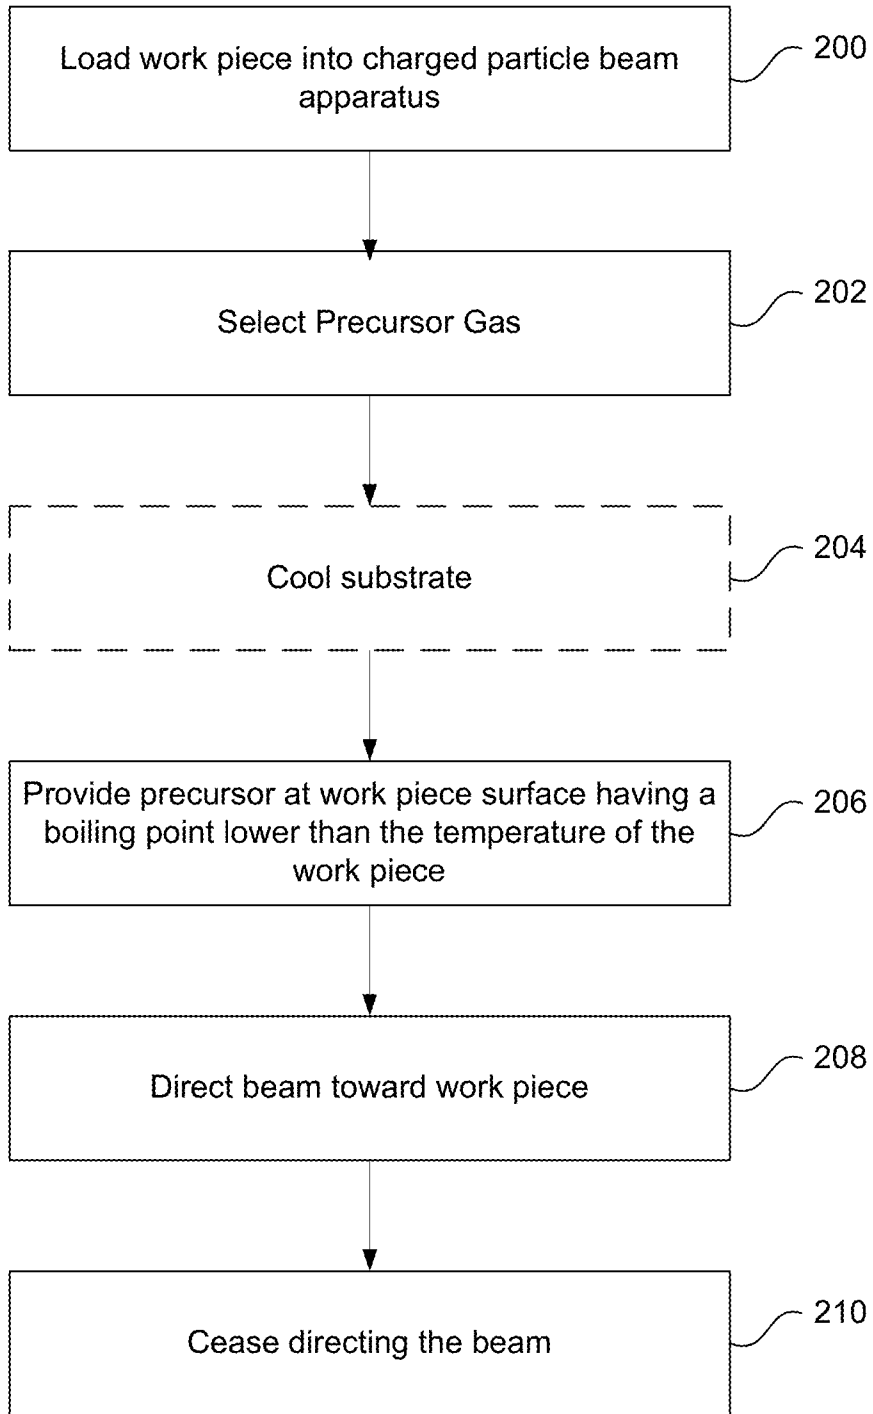 Load work piece into charged particle beam
apparatus
200
Select Precursor Gas
202
Cool substrate
204
Provide precursor at work piece surface having a
boiling point lower than the temperature of the
work piece
206
Direct beam toward work piece
208
Cease directing the beam
210